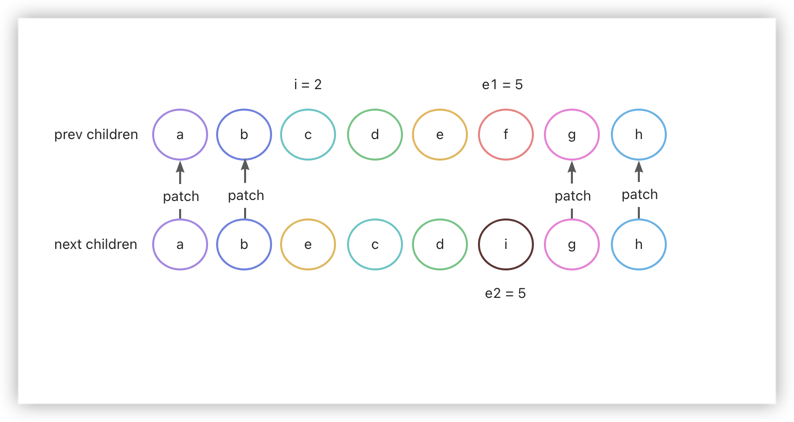 i = 2 e1 = 5
prev children a b c d e f g h
patch patch patch patch
next children a b e c d i g h
e2 = 5